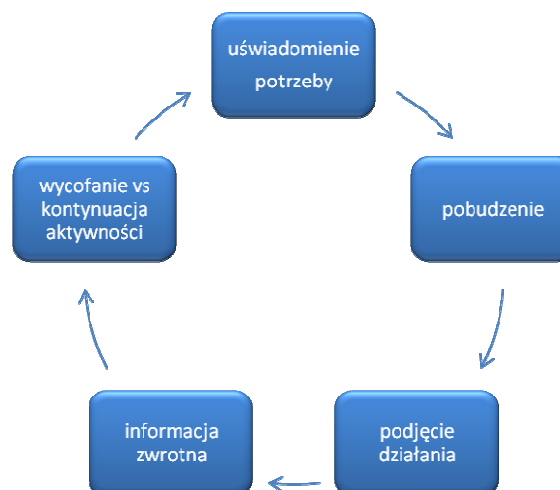 uświadomienie
potrzeby
pobudzenie
podjęcie
działania
informacja
zwrotna
wycofanie vs
kontynuacja
aktywności